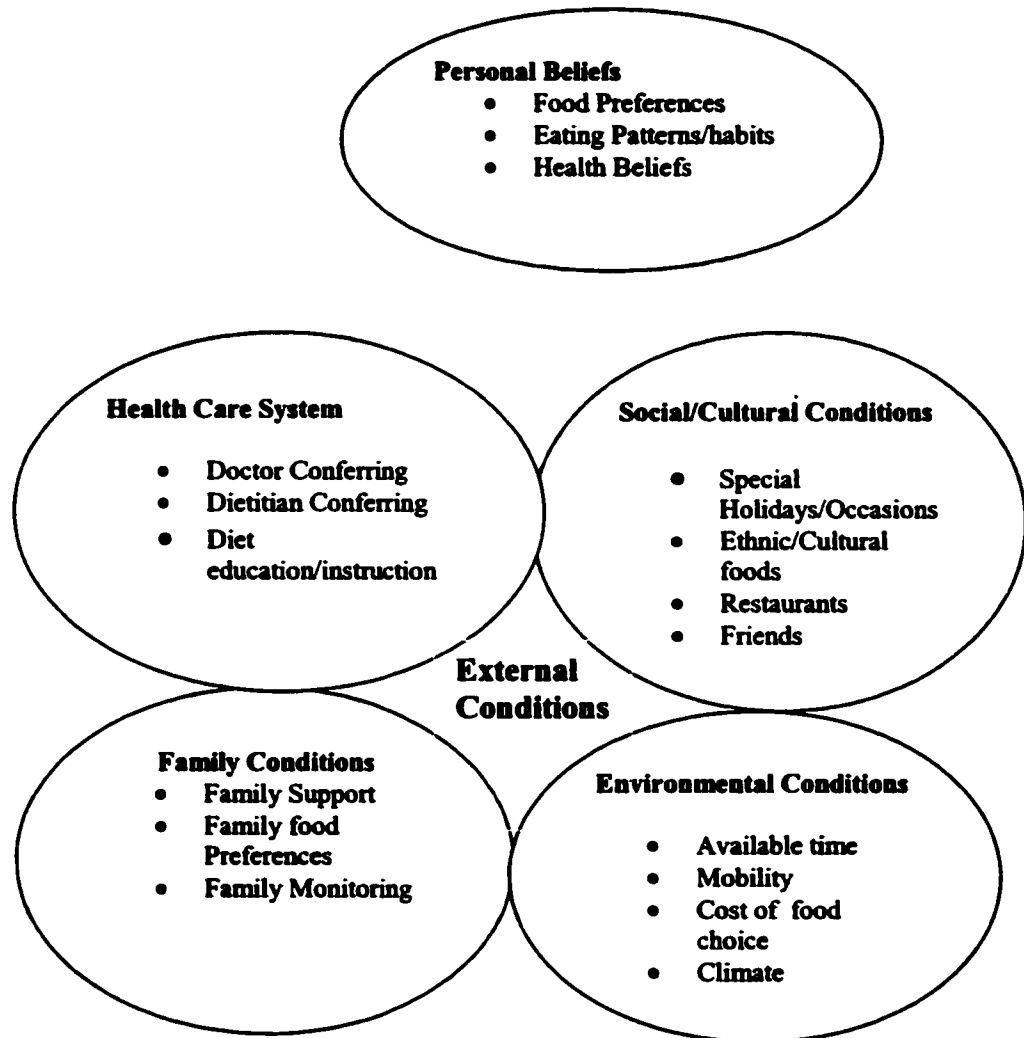 Personal Beliefs
• Food Preferences
• Eating Patterns/habits
• Health Beliefs
Health Care System
• Doctor Conferring
• Dietitian Conferring
• Diet
education/instruction
Social/Cultural Conditions
• Special
Holidays/Occasions
• Ethnic/Cultural
foods
• Restaurants
• Friends
External
Conditions
Family Conditions
• Family Support
• Family food
Preferences
• Family Monitoring
Environmental Conditions
• Available time
• Mobility
• Cost of food
choice
• Climate